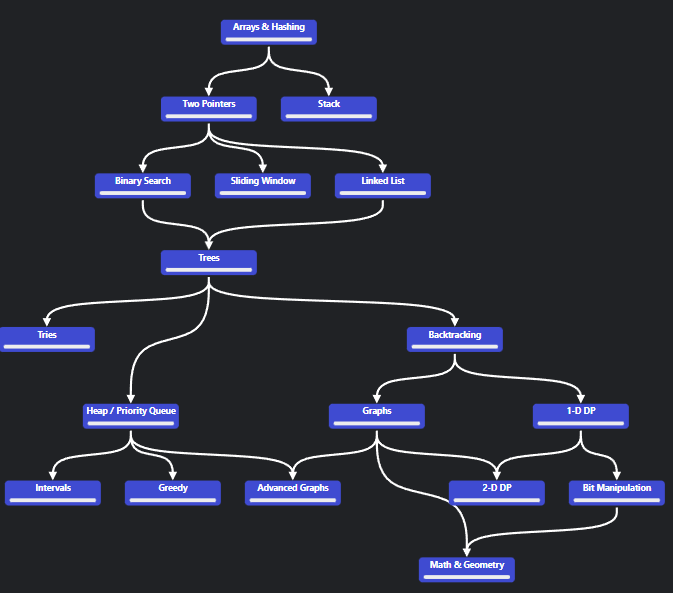 Arrays & Hashing
Two Pointers
Stack
Binary Search
Sliding Window
Linked List
Trees
Tries
Backtracking
Heap / Priority Queue
Graphs
1-D DP
Intervals
Greedy
Advanced Graphs
2-D DP
Bit Manipulation
Math & Geometry